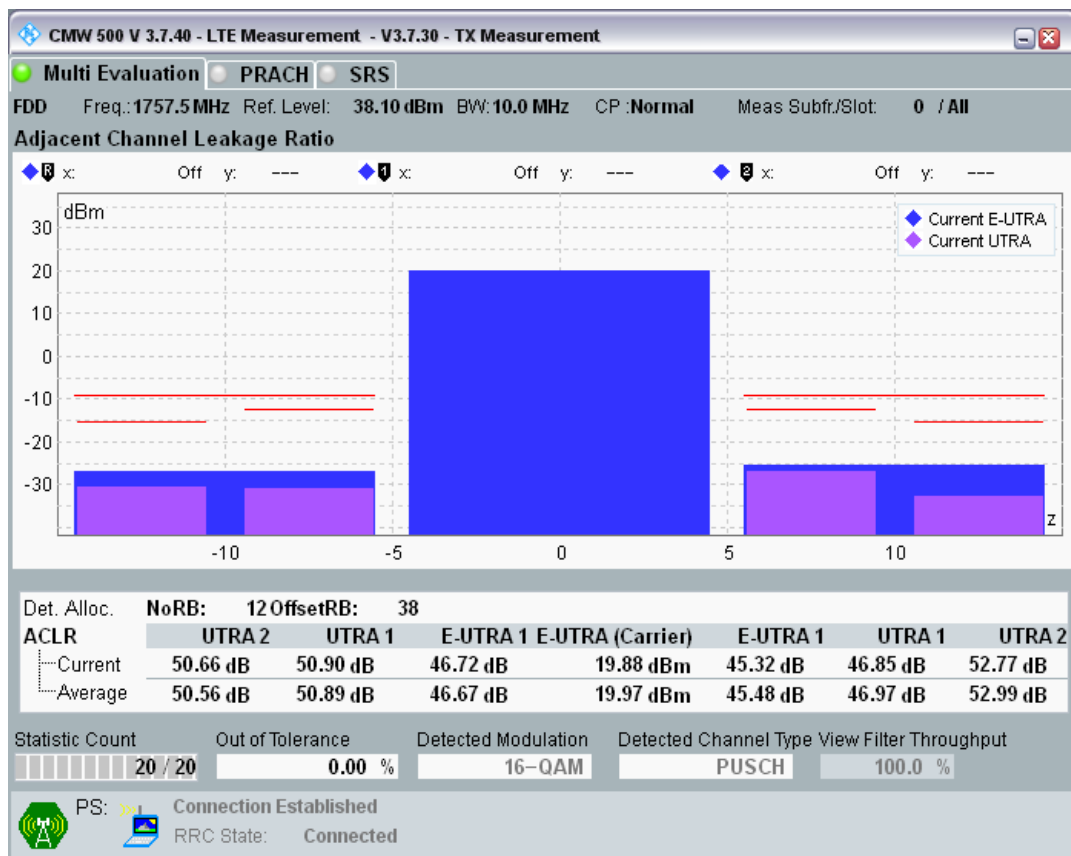 CMW 500 V 3.7.40 - LTE Measurement - V3.7.30 - TX Measurement
Multi Evaluation PRACH SRS
FDD Freq.: 1757.5 MHz Ref. Level: 38.10 dBm BW: 10.0 MHz CP :Normal Meas Subfr./Slot: 0 / All
Adjacent Channel Leakage Ratio
R x: Off y: --- 1 x: Off y: --- 2 x: Off y: ---
dBm
Current E-UTRA
Current UTRA
30
20
10
0
-10
-20
-30
z
-10 -5 0 5 10
Det. Alloc. NoRB: 12 OffsetRB: 38
ACLR UTRA 2 UTRA 1 E-UTRA 1 E-UTRA (Carrier) E-UTRA 1 UTRA 1 UTRA 2
Current 50.66 dB 50.90 dB 46.72 dB 19.88 dBm 45.32 dB 46.85 dB 52.77 dB
Average 50.56 dB 50.89 dB 46.67 dB 19.97 dBm 45.48 dB 46.97 dB 52.99 dB
Statistic Count Out of Tolerance Detected Modulation Detected Channel Type View Filter Throughput
20 / 20 0.00 % 16-QAM PUSCH 100.0 %
PS: Connection Established
RRC State: Connected